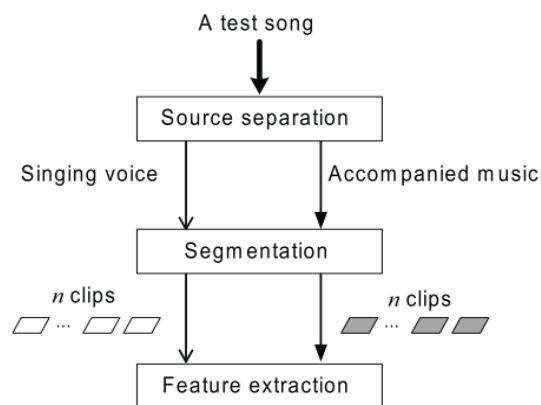 A test song
Source separation
Singing voice
Accompanied music
Segmentation
n clips
n clips
...
...
Feature extraction